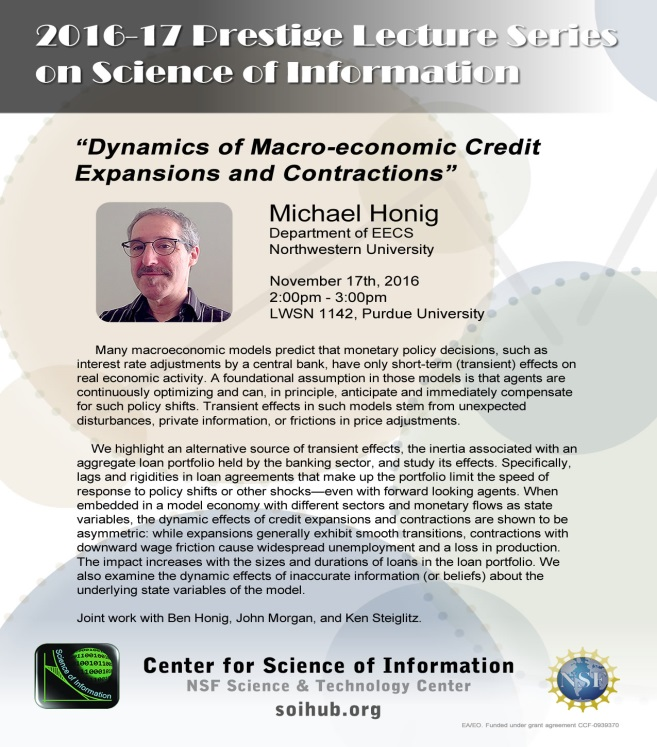 2016-17 Prestige Lecture Series
on Science of Information
“Dynamics of Macro-economic Credit
Expansions and Contractions”
Michael Honig
Department of EECS
Northwestern University
November 17th, 2016
2:00pm - 3:00pm
LWSN 1142, Purdue University
Many macroeconomic models predict that monetary policy decisions, such as
interest rate adjustments by a central bank, have only short-term (transient) effects on
real economic activity. A foundational assumption in those models is that agents are
continuously optimizing and can, in principle, anticipate and immediately compensate
for such policy shifts. Transient effects in such models stem from unexpected
disturbances, private information, or frictions in price adjustments.
We highlight an alternative source of transient effects, the inertia associated with an
aggregate loan portfolio held by the banking sector, and study its effects. Specifically,
lags and rigidities in loan agreements that make up the portfolio limit the speed of
response to policy shifts or other shocks—even with forward looking agents. When
embedded in a model economy with different sectors and monetary flows as state
variables, the dynamic effects of credit expansions and contractions are shown to be
asymmetric: while expansions generally exhibit smooth transitions, contractions with
downward wage friction cause widespread unemployment and a loss in production.
The impact increases with the sizes and durations of loans in the loan portfolio. We
also examine the dynamic effects of inaccurate information (or beliefs) about the
underlying state variables of the model.
Joint work with Ben Honig, John Morgan, and Ken Steiglitz.
Science of Information
Center for Science of Information
NSF Science & Technology Center
soihub.org
NSF
EA/EO. Funded under grant agreement CCF-0939370